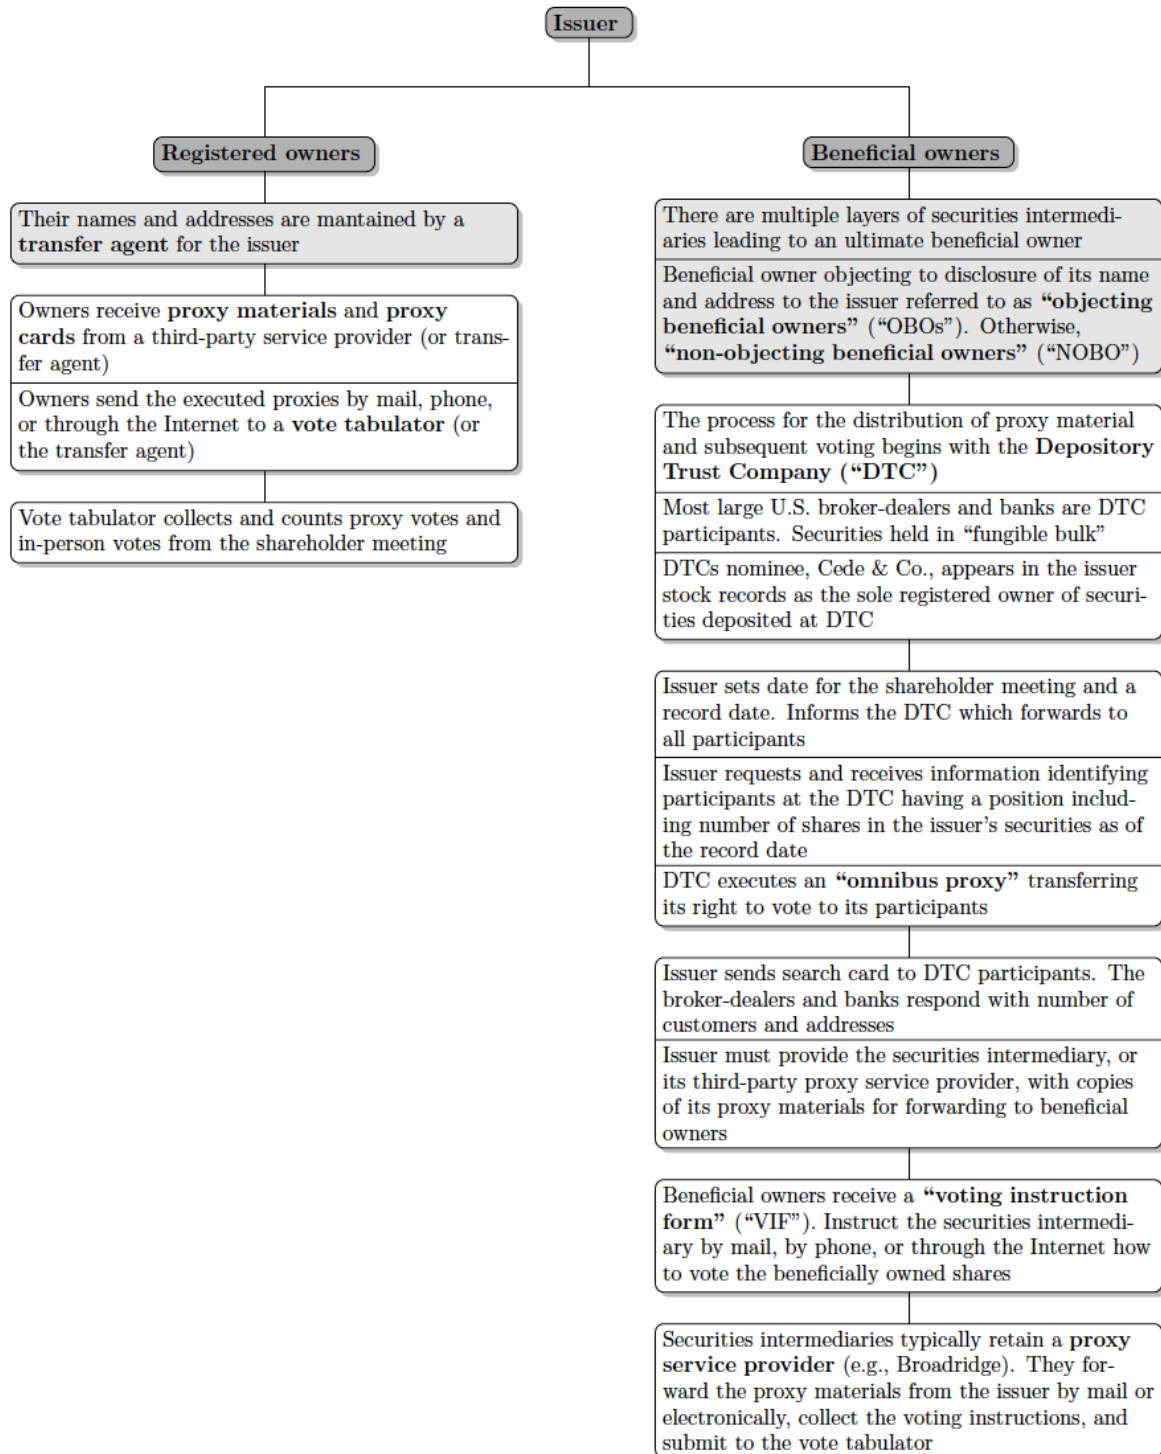 Issuer
Registered owners
Their names and addresses are mantained by a
transfer agent for the issuer
Owners receive proxy materials and proxy
cards from a third-party service provider (or trans-
fer agent)
Owners send the executed proxies by mail, phone,
or through the Internet to a vote tabulator (or
the transfer agent)
Vote tabulator collects and counts proxy votes and
in-person votes from the shareholder meeting
Beneficial owners
There are multiple layers of securities intermedi-
aries leading to an ultimate beneficial owner
Beneficial owner objecting to disclosure of its name
and address to the issuer referred to as “objecting
beneficial owners” (“OBOs”). Otherwise,
“non-objecting beneficial owners” (“NOBO”)
The process for the distribution of proxy material
and subsequent voting begins with the Depository
Trust Company (“DTC”)
Most large U.S. broker-dealers and banks are DTC
participants. Securities held in “fungible bulk”
DTCs nominee, Cede & Co., appears in the issuer
stock records as the sole registered owner of securi-
ties deposited at DTC
Issuer sets date for the shareholder meeting and a
record date. Informs the DTC which forwards to
all participants
Issuer requests and receives information identifying
participants at the DTC having a position includ-
ing number of shares in the issuer’s securities as of
the record date
DTC executes an “omnibus proxy” transferring
its right to vote to its participants
Issuer sends search card to DTC participants. The
broker-dealers and banks respond with number of
customers and addresses
Issuer must provide the securities intermediary, or
its third-party proxy service provider, with copies
of its proxy materials for forwarding to beneficial
owners
Beneficial owners receive a “voting instruction
form” (“VIF”). Instruct the securities intermedi-
ary by mail, by phone, or through the Internet how
to vote the beneficially owned shares
Securities intermediaries typically retain a proxy
service provider (e.g., Broadridge). They for-
ward the proxy materials from the issuer by mail or
electronically, collect the voting instructions, and
submit to the vote tabulator